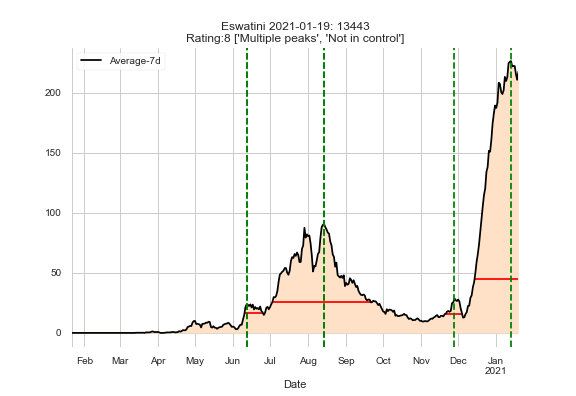 Eswatini 2021-01-19: 13443
Rating:8 ['Multiple peaks', 'Not in control']
Average-7d
200
150
100
50
0
Feb Mar Apr May Jun Jul Aug Sep Oct Nov Dec Jan
2021
Date